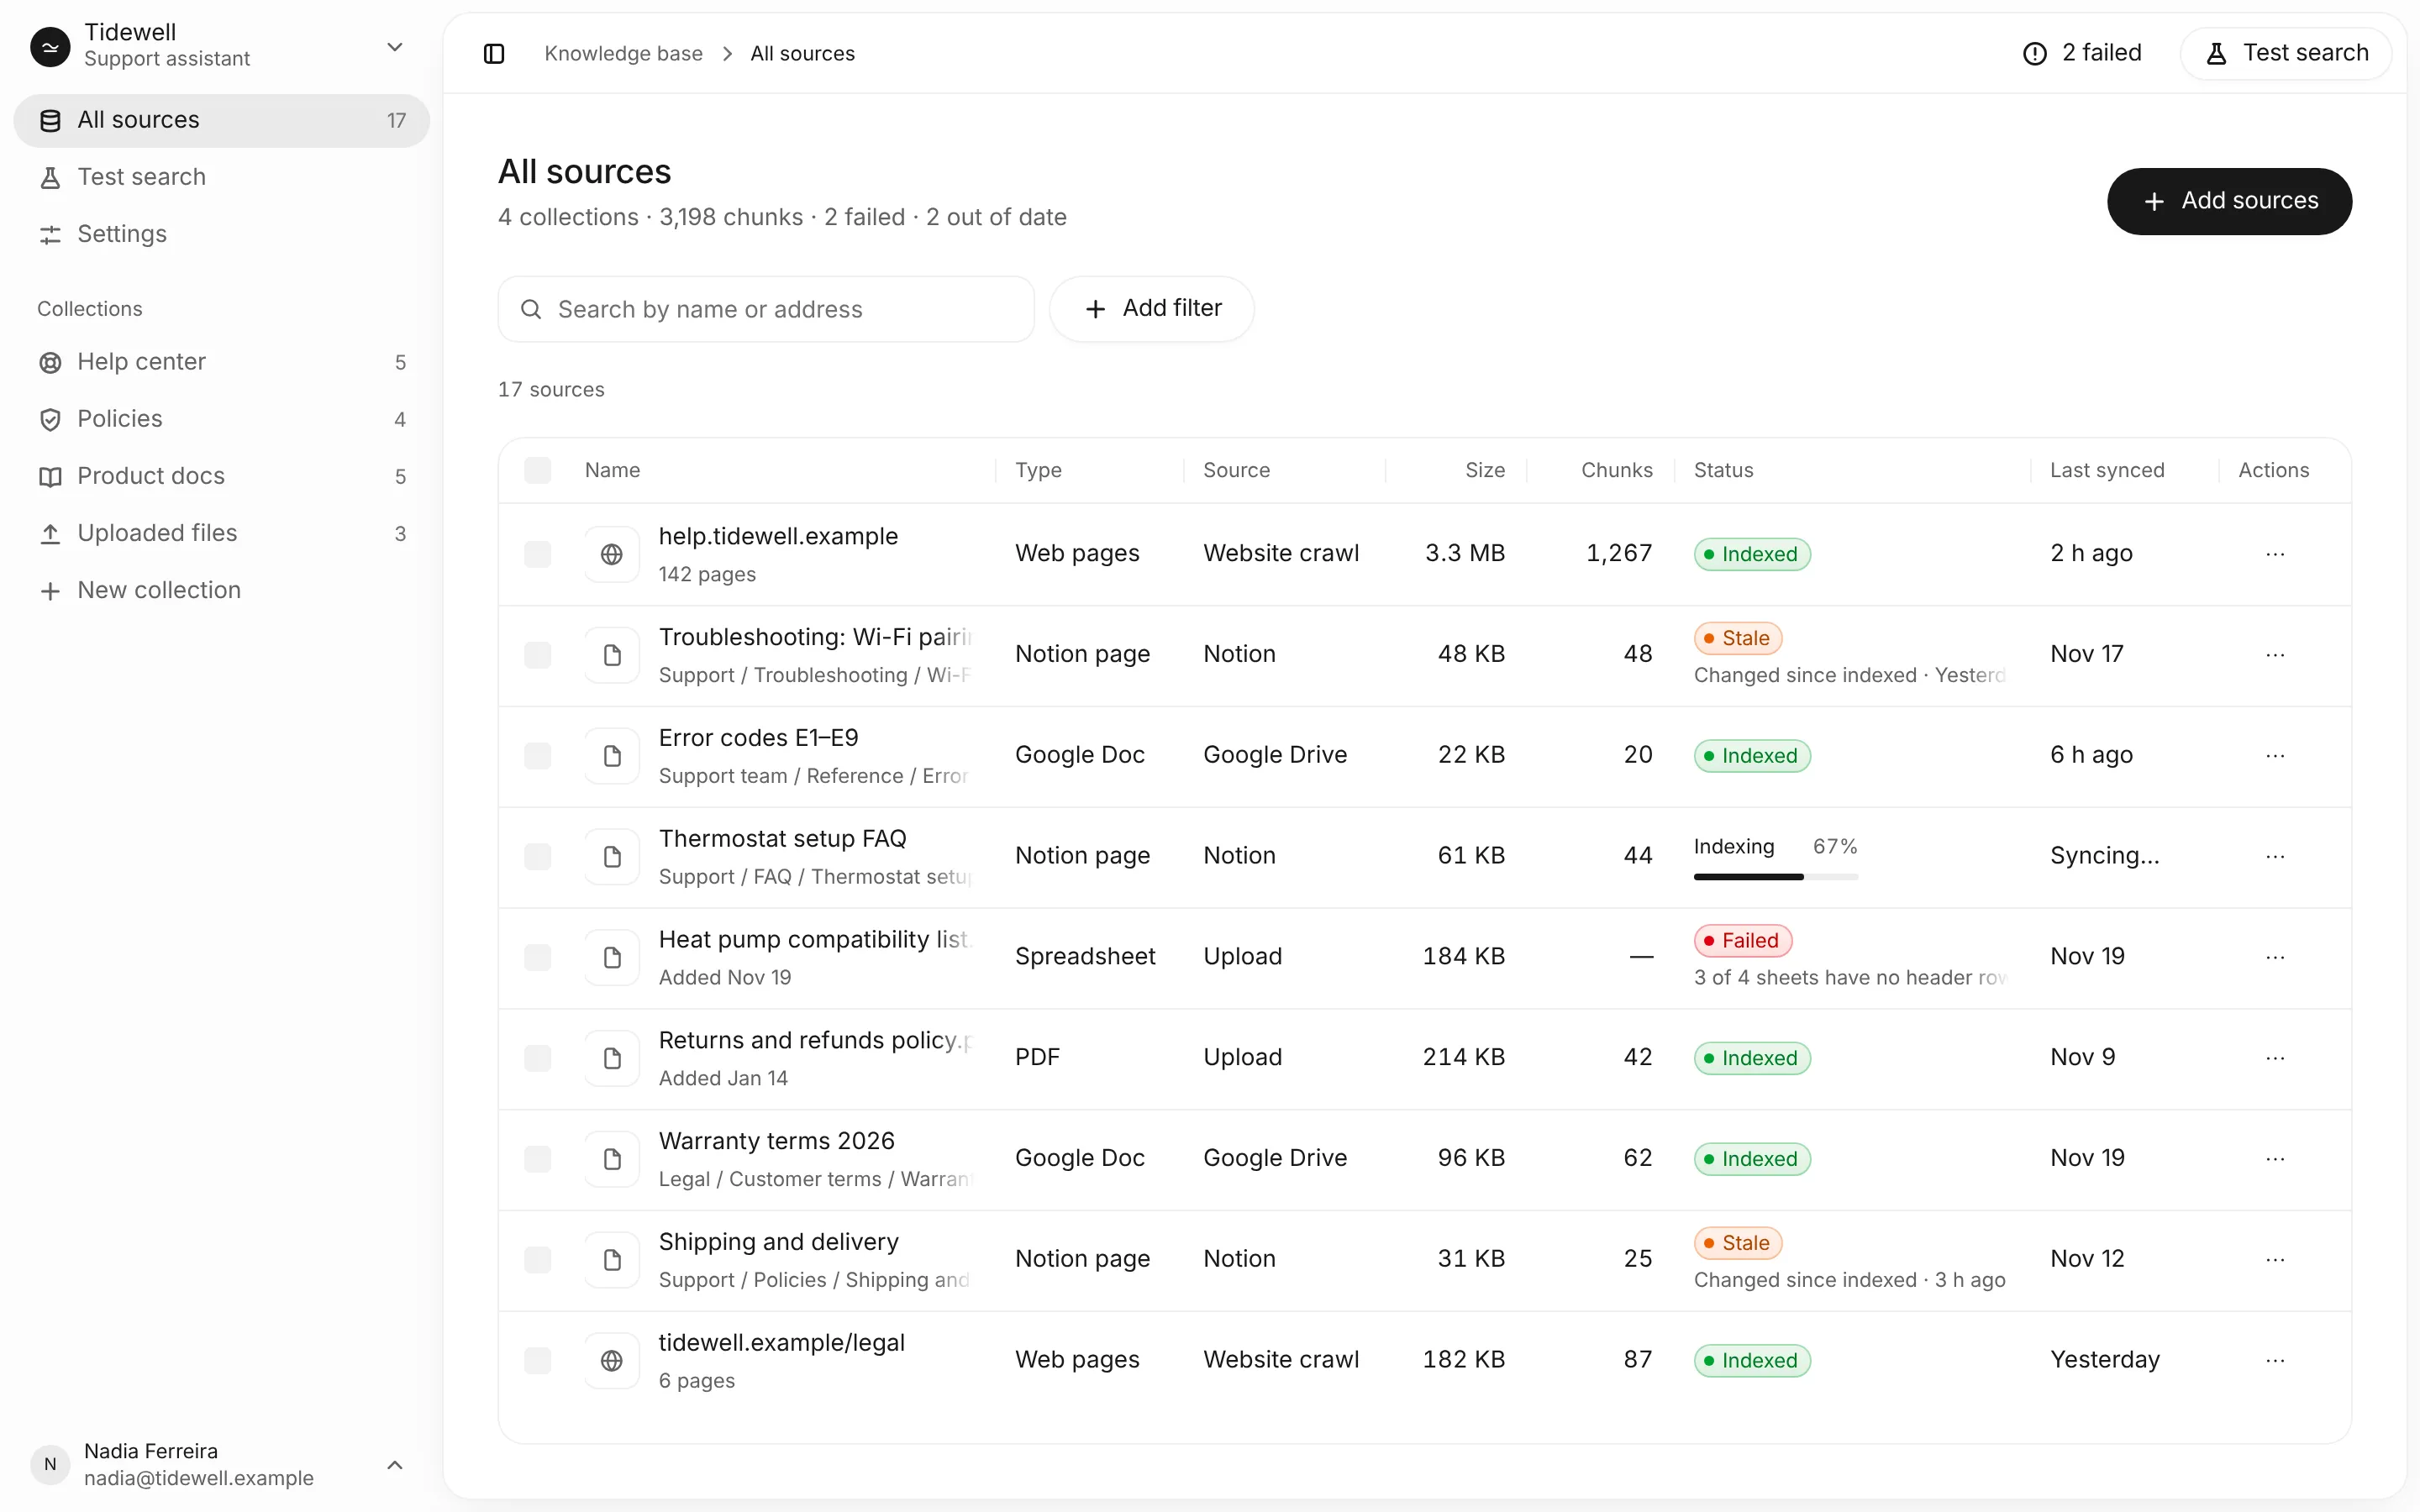 Tidewell
Support assistant
All sources 17
Test search
Settings
Collections
Help center 5
Policies 4
Product docs 5
Uploaded files 3
New collection
Nadia Ferreira
N
nadia@tidewell.example
Knowledge base > All sources
2 failed
Test search
All sources
4 collections · 3,198 chunks · 2 failed · 2 out of date
Add sources
Search by name or address
Add filter
17 sources
Name Type Source Size Chunks Status Last synced Actions
help.tidewell.example
142 pages
Web pages Website crawl 3.3 MB 1,267 Indexed 2 h ago ...
Troubleshooting: Wi-Fi
Support / Troubleshooting /
Notion page Notion 48 KB 48 Stale
Changed since indexed ·
Nov 17 ...
Error codes E1–E9
Support team / Reference / Error
Google Doc Google Drive 22 KB 20 Indexed 6 h ago ...
Thermostat setup FAQ
Support / FAQ / Thermostat
Notion page Notion 61 KB 44 Indexing 67% Syncing... ...
Heat pump compatibility list.
Added Nov 19
Spreadsheet Upload 184 KB — Failed
3 of 4 sheets have no header
Nov 19 ...
Returns and refunds
Added Jan 14
PDF Upload 214 KB 42 Indexed Nov 9 ...
Warranty terms 2026
Legal / Customer terms /
Google Doc Google Drive 96 KB 62 Indexed Nov 19 ...
Shipping and delivery
Support / Policies / Shipping and
Notion page Notion 31 KB 25 Stale
Changed since indexed · 3 h ago
Nov 12 ...
tidewell.example/legal
6 pages
Web pages Website crawl 182 KB 87 Indexed Yesterday ...